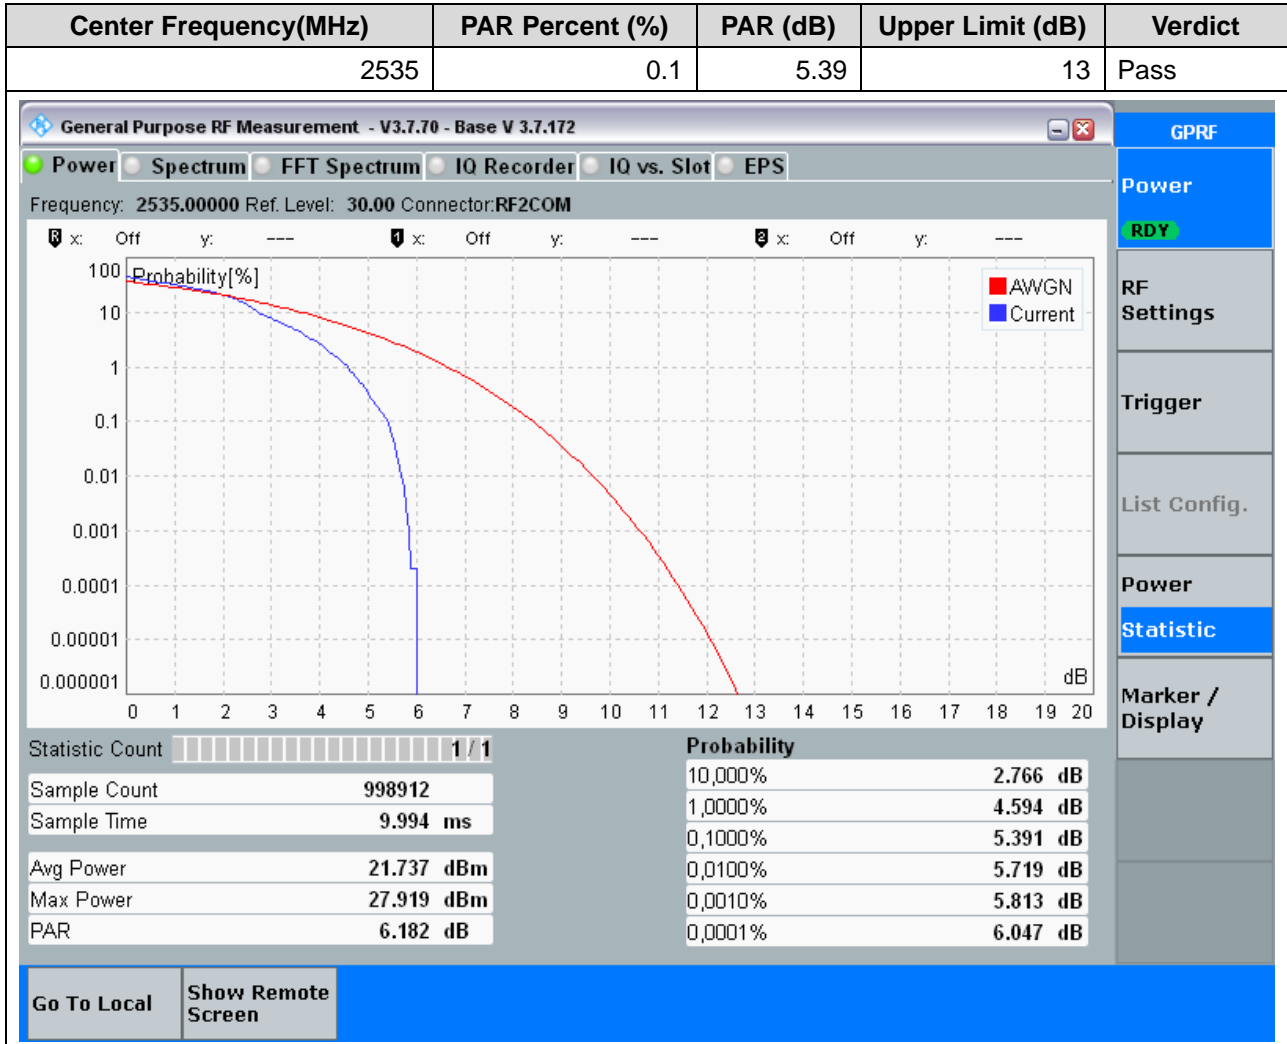 Center Frequency(MHz) PAR Percent (%) PAR (dB) Upper Limit (dB) Verdict
2535 0.1 5.39 13 Pass
General Purpose RF Measurement - V3.7.70 - Base V 3.7.172
GPRF
Power Spectrum FFT Spectrum IQ Recorder IQ vs. Slot EPS
Frequency: 2535.00000 Ref. Level: 30.00 Connector:RF2COM
R x: Off y: --- 1 x: Off y: --- 2 x: Off y: ---
Probability[%]
AWGN
Current
100
10
1
0.1
0.01
0.001
0.0001
0.00001
0.000001
dB
0 1 2 3 4 5 6 7 8 9 10 11 12 13 14 15 16 17 18 19 20
Statistic Count 1 / 1
Sample Count 998912
Sample Time 9.994 ms
Avg Power 21.737 dBm
Max Power 27.919 dBm
PAR 6.182 dB
Probability
10,000% 2.766 dB
1,0000% 4.594 dB
0,1000% 5.391 dB
0,0100% 5.719 dB
0,0010% 5.813 dB
0,0001% 6.047 dB
Power
RDY
RF
Settings
Trigger
List Config.
Power
Statistic
Marker /
Display
Go To Local
Show Remote
Screen